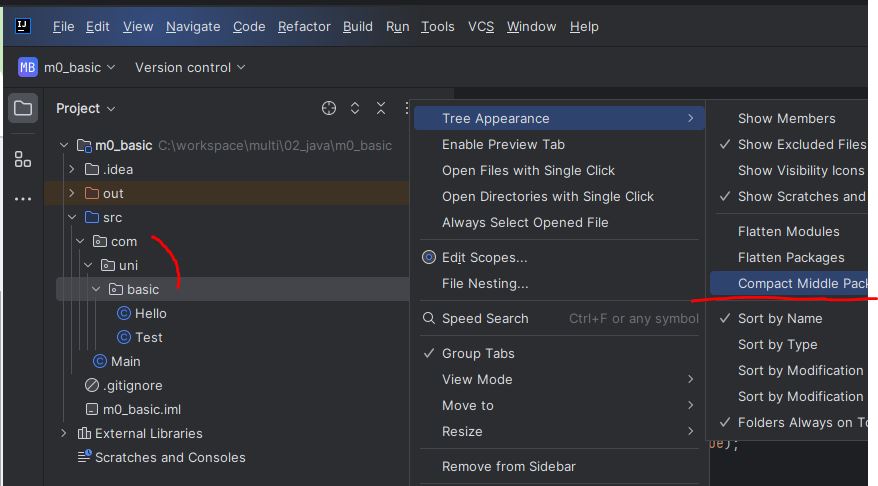 IJ File Edit View Navigate Code Refactor Build Run Tools VCS Window Help
MB m0_basic Version control
Project
m0_basic C:\workspace\multi\02_java\m0_basic
.idea
out
src
com
uni
basic
Hello
Test
Main
.gitignore
m0_basic.iml
External Libraries
Scratches and Consoles
Tree Appearance
Enable Preview Tab
Open Files with Single Click
Open Directories with Single Click
Always Select Opened File
Edit Scopes...
File Nesting...
Speed Search Ctrl+F or any symbol
Group Tabs
View Mode
Move to
Resize
Remove from Sidebar
Show Members
Show Excluded Files
Show Visibility Icons
Show Scratches and
Flatten Modules
Flatten Packages
Compact Middle Pack
Sort by Name
Sort by Type
Sort by Modification
Sort by Modification
Folders Always on To
);